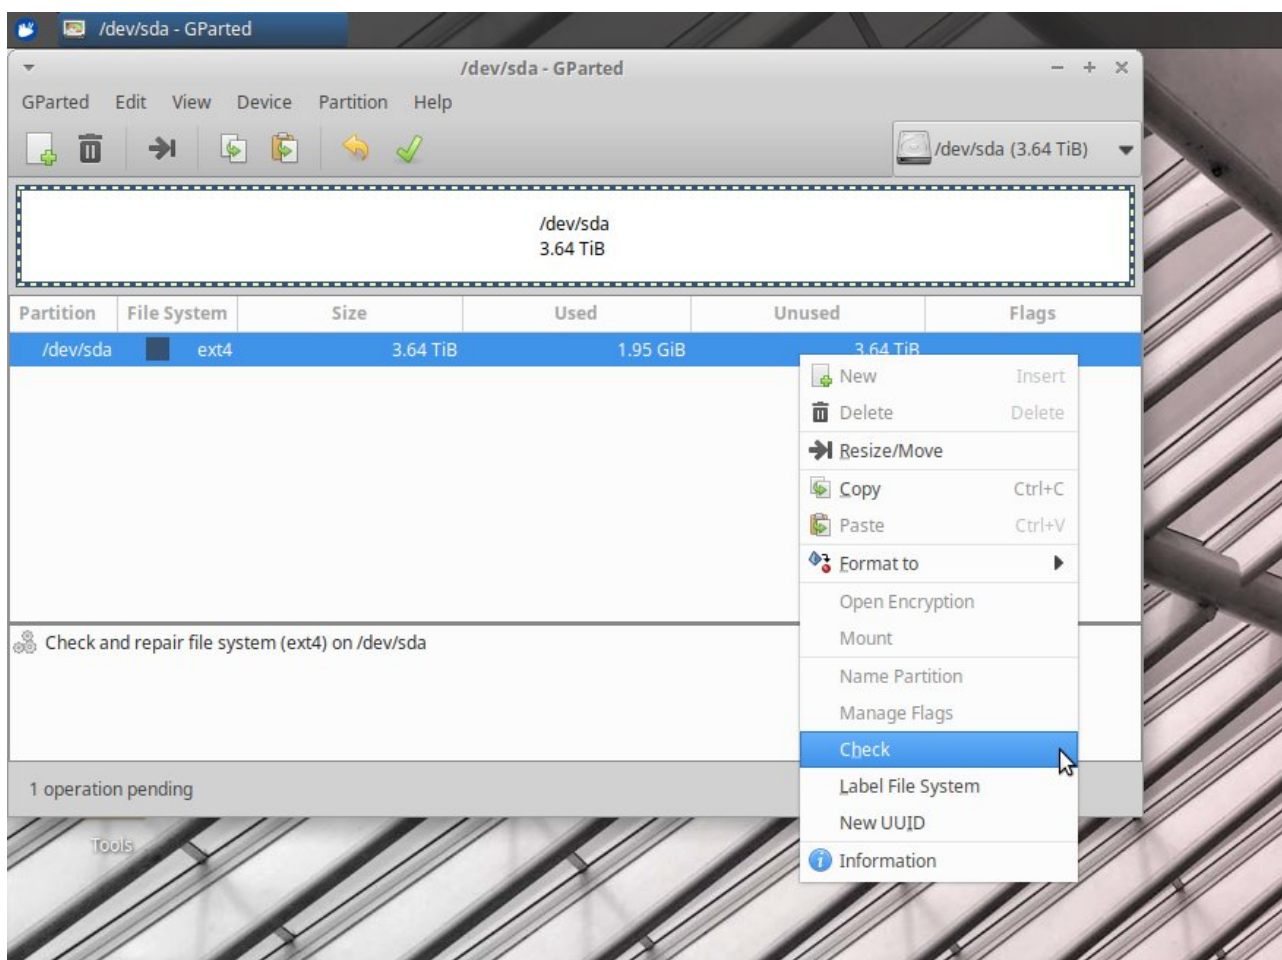 /dev/sda - GParted
/dev/sda - GParted
GParted Edit View Device Partition Help
/dev/sda (3.64 TiB)
/dev/sda
3.64 TiB
Partition File System Size Used Unused Flags
/dev/sda ext4 3.64 TiB 1.95 GiB 3.64 TiB
New Insert
Delete Delete
Resize/Move
Copy Ctrl+C
Paste Ctrl+V
Format to
Open Encryption
Mount
Name Partition
Manage Flags
Check
Label File System
New UUID
Information
Check and repair file system (ext4) on /dev/sda
1 operation pending
Tools